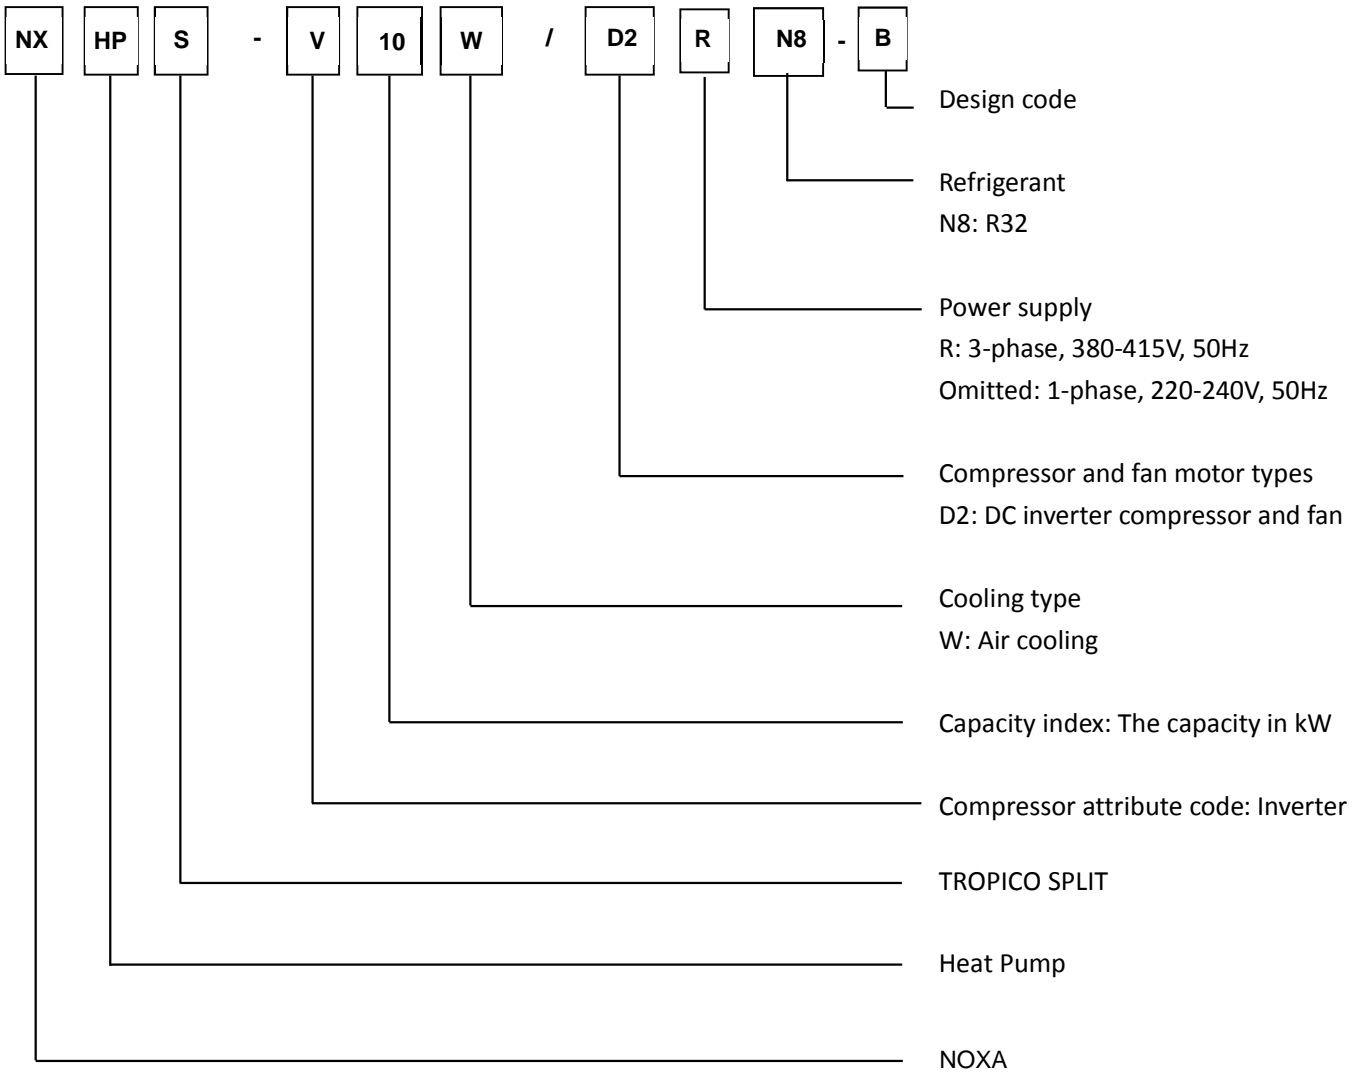 NX HP S - V 10 W / D2 R N8 - B
Design code
Refrigerant
N8: R32
Power supply
R: 3-phase, 380-415V, 50Hz
Omitted: 1-phase, 220-240V, 50Hz
Compressor and fan motor types
D2: DC inverter compressor and fan
Cooling type
W: Air cooling
Capacity index: The capacity in kW
Compressor attribute code: Inverter
TROPICO SPLIT
Heat Pump
NOXA